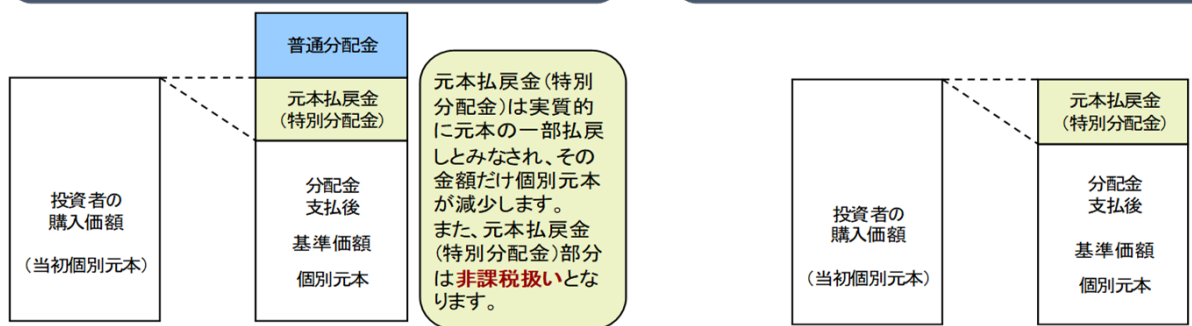 普通分配金
元本払戻金
(特別分配金)
投資者の
購入価額
(当初個別元本)
分配金
支払後
基準価額
個別元本
元本払戻金(特別
分配金)は実質的
に元本の一部払戻
しとみなされ、その
金額だけ個別元本
が減少します。
また、元本払戻金
(特別分配金)部分
は非課税扱いとな
ります。
元本払戻金
(特別分配金)
投資者の
購入価額
(当初個別元本)
分配金
支払後
基準価額
個別元本